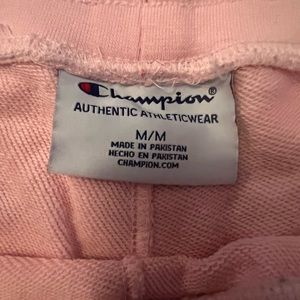 Champion®
AUTHENTIC ATHLETICWEAR
M/M
MADE IN PAKISTAN
HECHO EN PAKISTAN
CHAMPION.COM